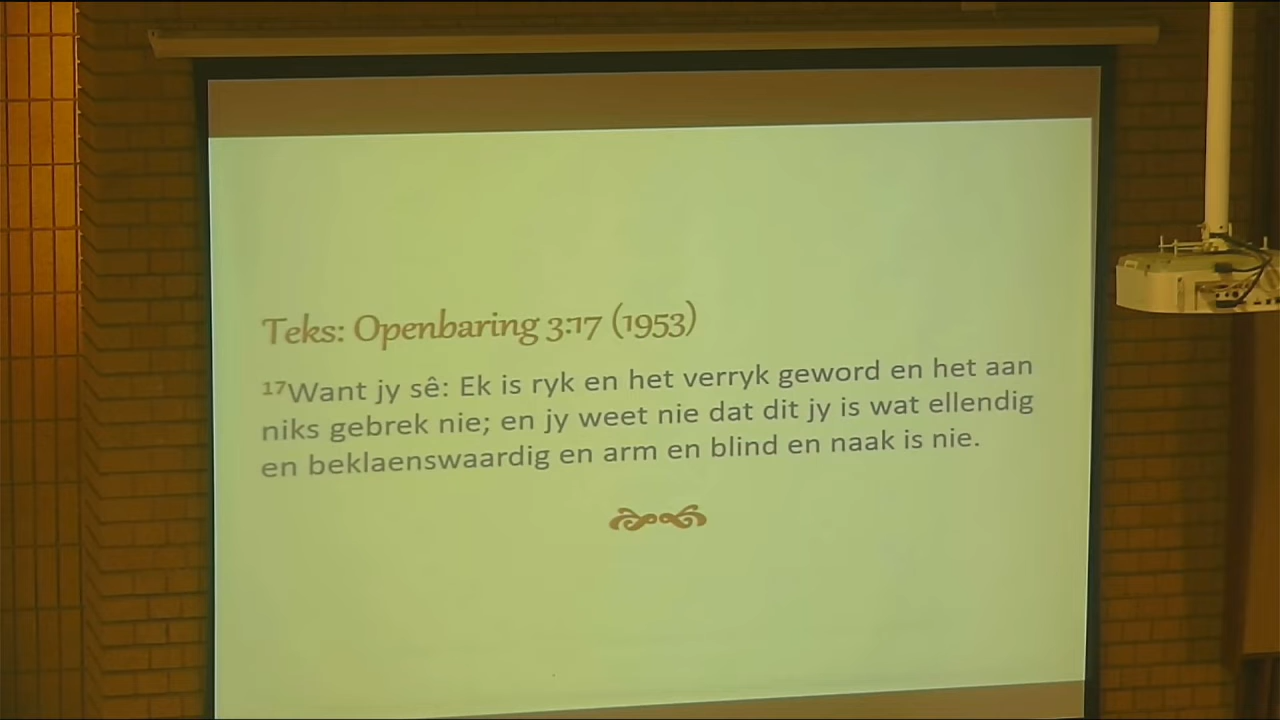 Teks: Openbaring 3:17 (1953)
¹⁷Want jy sê: Ek is ryk en het verryk geword en het aan
niks gebrek nie; en jy weet nie dat dit jy is wat ellendig
en beklaenswaardig en arm en blind en naak is nie.